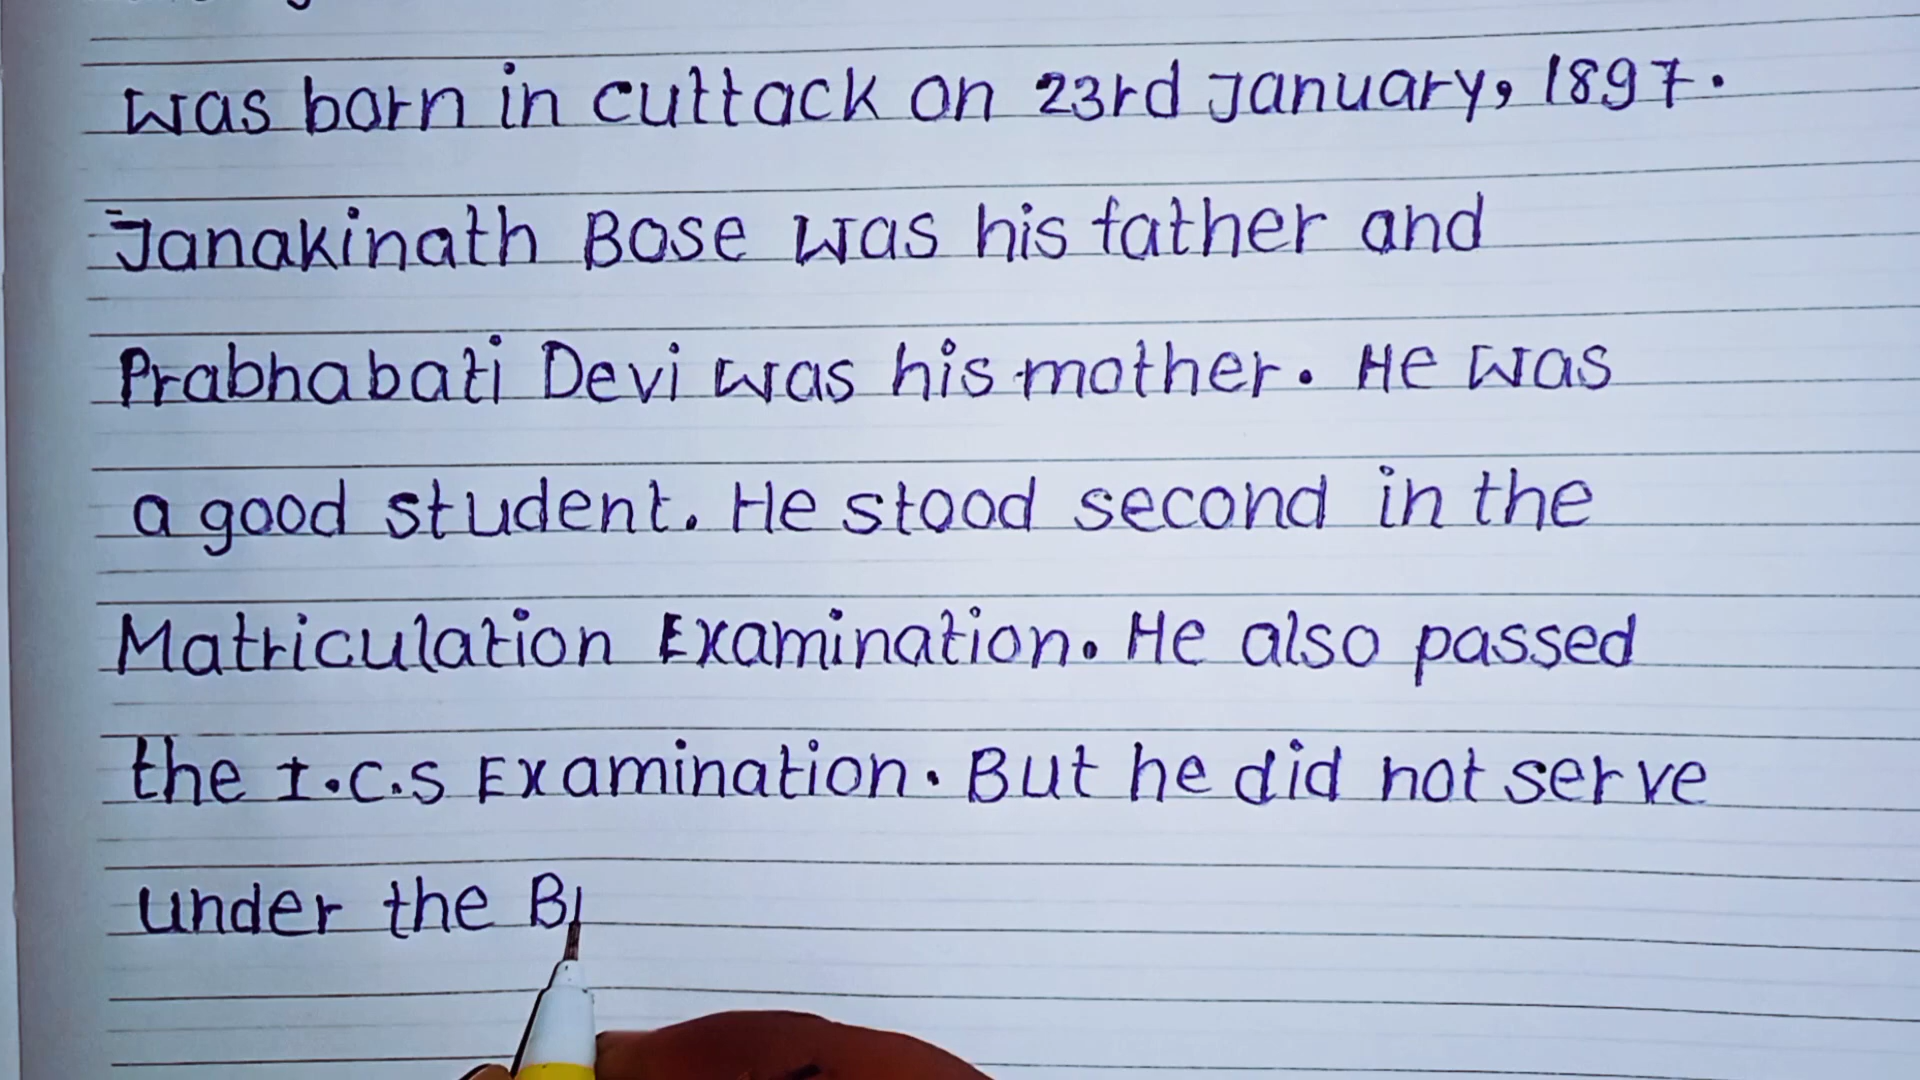 was born in cuttack on 23rd January, 1897.
Janakinath Bose was his father and
Prabhabati Devi was his mother. He was
a good student. He stood second in the
Matriculation Examination. He also passed
the I.C.S Examination. But he did not serve
under the B